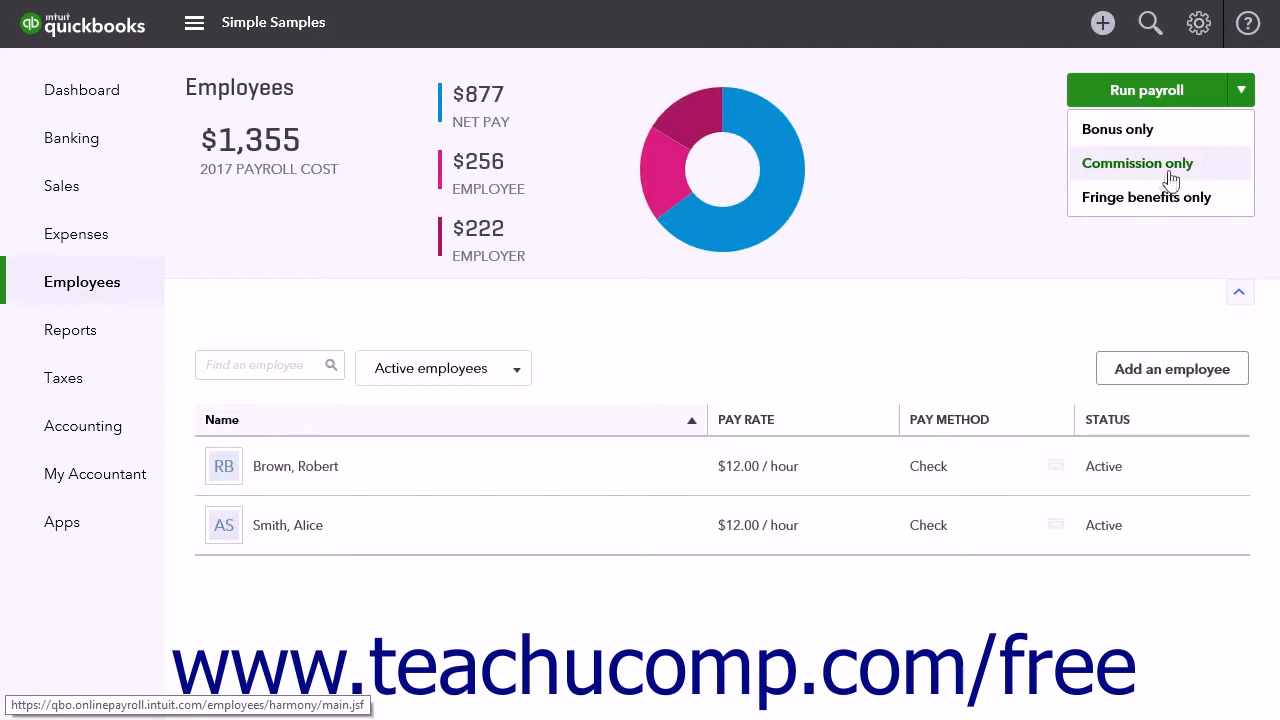 intuit
qb quickbooks
Simple Samples
Dashboard
Banking
Sales
Expenses
Employees
Reports
Taxes
Accounting
My Accountant
Apps
Employees
$1,355
2017 PAYROLL COST
$877
NET PAY
$256
EMPLOYEE
$222
EMPLOYER
Run payroll
Bonus only
Commission only
Fringe benefits only
Find an employee
Active employees
Add an employee
Name PAY RATE PAY METHOD STATUS
RB Brown, Robert $12.00 / hour Check Active
AS Smith, Alice $12.00 / hour Check Active
www.teachucomp.com/free
https://qbo.onlinepayroll.intuit.com/employees/harmony/main.jsf